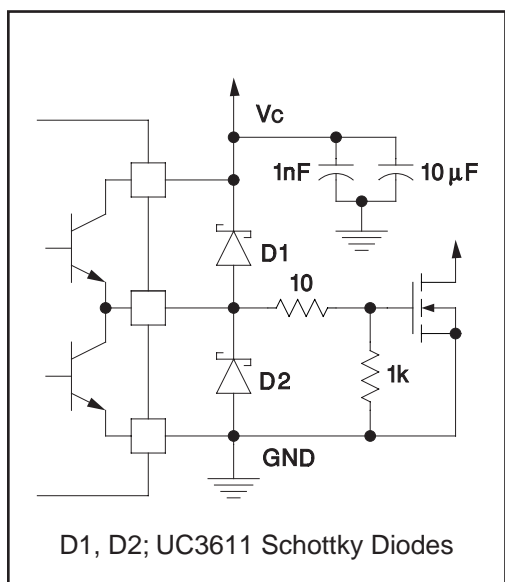 Vc
1nF
10 µF
D1
10
D2
1k
GND
D1, D2; UC3611 Schottky Diodes